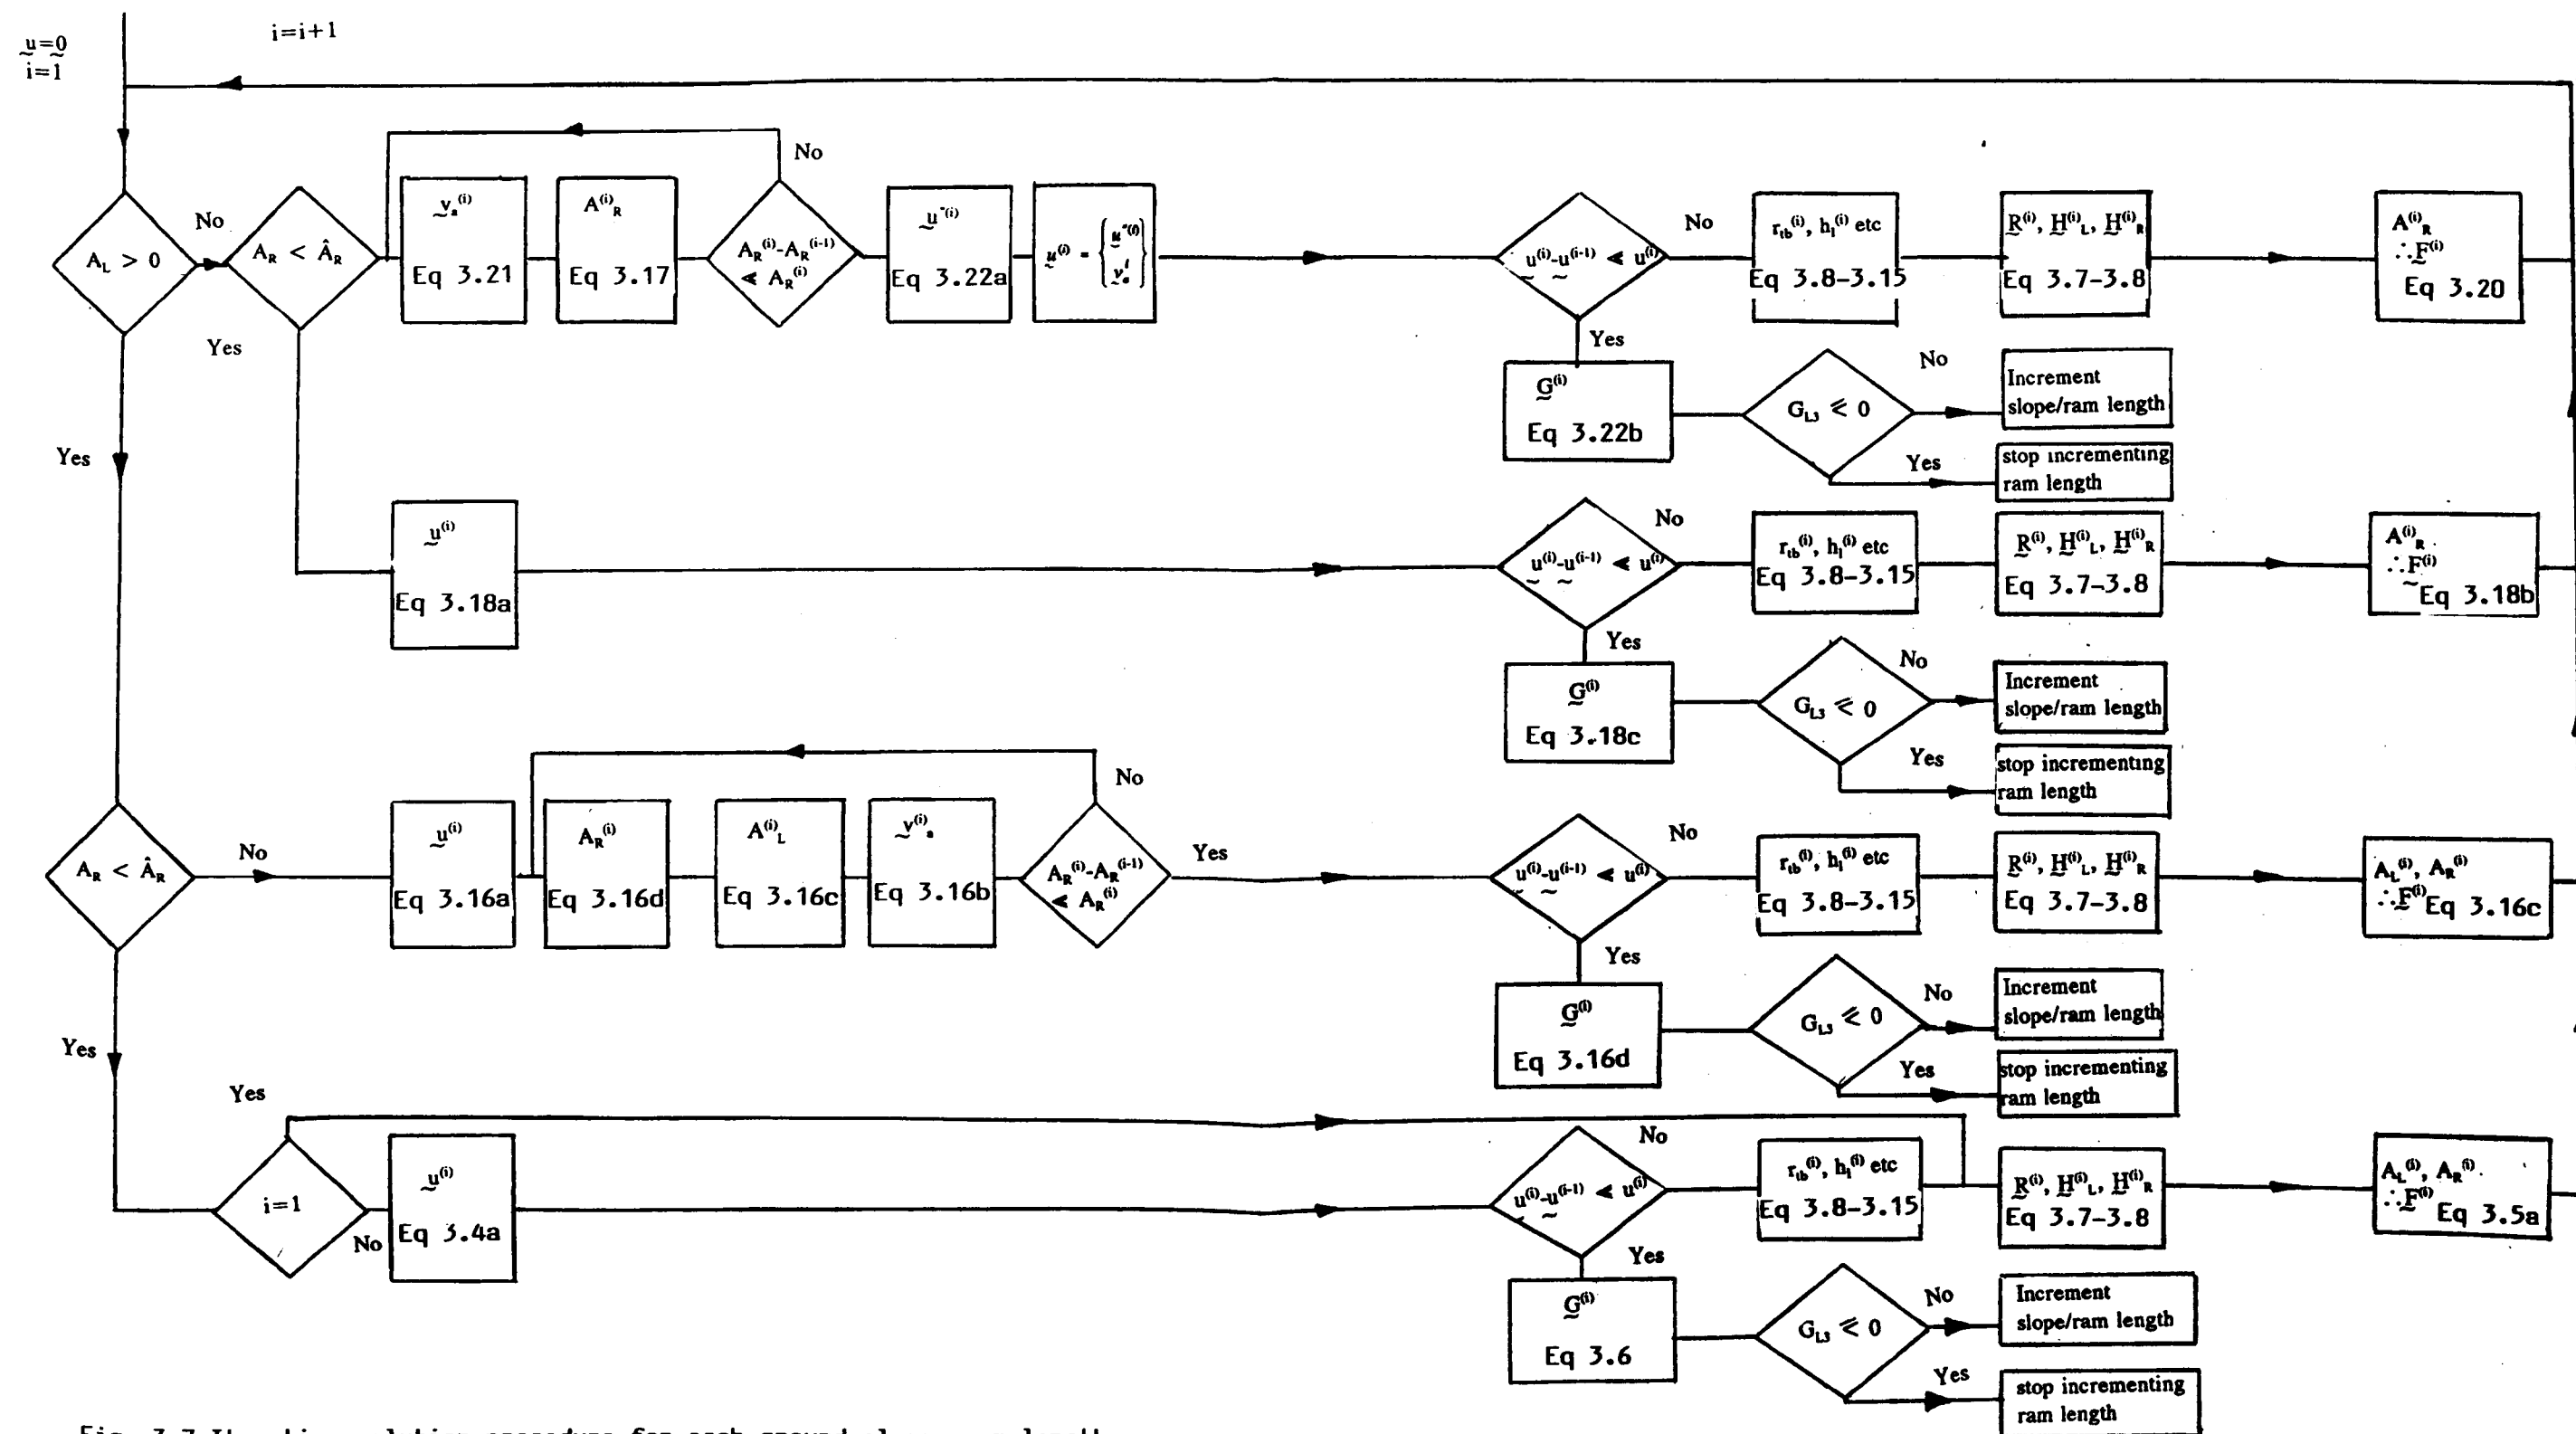 u=0
i=1
i=i+1
A_L > 0
No
A_R < Â_R
Yes
v_a^(i)
Eq 3.21
A^(i)_R
Eq 3.17
No
A_R^(i)-A_R^(i-1)
≪ A_R^(i)
u^(i)
Eq 3.22a
u^(i) =
u^(i)-u^(i-1) ≪ u^(i)
No
r_tb^(i), h_l^(i) etc
Eq 3.8-3.15
R^(i), H^(i)_L, H^(i)_R
Eq 3.7-3.8
A^(i)_R
∴F^(i)
Eq 3.20
Yes
G^(i)
Eq 3.22b
G_L3 ≤ 0
No
Increment
slope/ram length
Yes
stop incrementing
ram length
Yes
u^(i)
Eq 3.18a
u^(i)-u^(i-1) ≪ u^(i)
No
r_tb^(i), h_l^(i) etc
Eq 3.8-3.15
R^(i), H^(i)_L, H^(i)_R
Eq 3.7-3.8
A^(i)_R
∴F^(i)
Eq 3.18b
Yes
G^(i)
Eq 3.18c
G_L3 ≤ 0
No
Increment
slope/ram length
Yes
stop incrementing
ram length
A_R < Â_R
No
u^(i)
Eq 3.16a
A_R^(i)
Eq 3.16d
A^(i)_L
Eq 3.16c
v^(i)_a
Eq 3.16b
A_R^(i)-A_R^(i-1)
≪ A_R^(i)
No
Yes
u^(i)-u^(i-1) ≪ u^(i)
No
r_tb^(i), h_l^(i) etc
Eq 3.8-3.15
R^(i), H^(i)_L, H^(i)_R
Eq 3.7-3.8
A_L^(i), A_R^(i)
∴F^(i) Eq 3.16c
Yes
G^(i)
Eq 3.16d
G_L3 ≤ 0
No
Increment
slope/ram length
Yes
stop incrementing
ram length
Yes
Yes
i=1
No
u^(i)
Eq 3.4a
u^(i)-u^(i-1) ≪ u^(i)
No
r_tb^(i), h_l^(i) etc
Eq 3.8-3.15
R^(i), H^(i)_L, H^(i)_R
Eq 3.7-3.8
A_L^(i), A_R^(i)
∴F^(i) Eq 3.5a
Yes
G^(i)
Eq 3.6
G_L3 ≤ 0
No
Increment
slope/ram length
Yes
stop incrementing
ram length